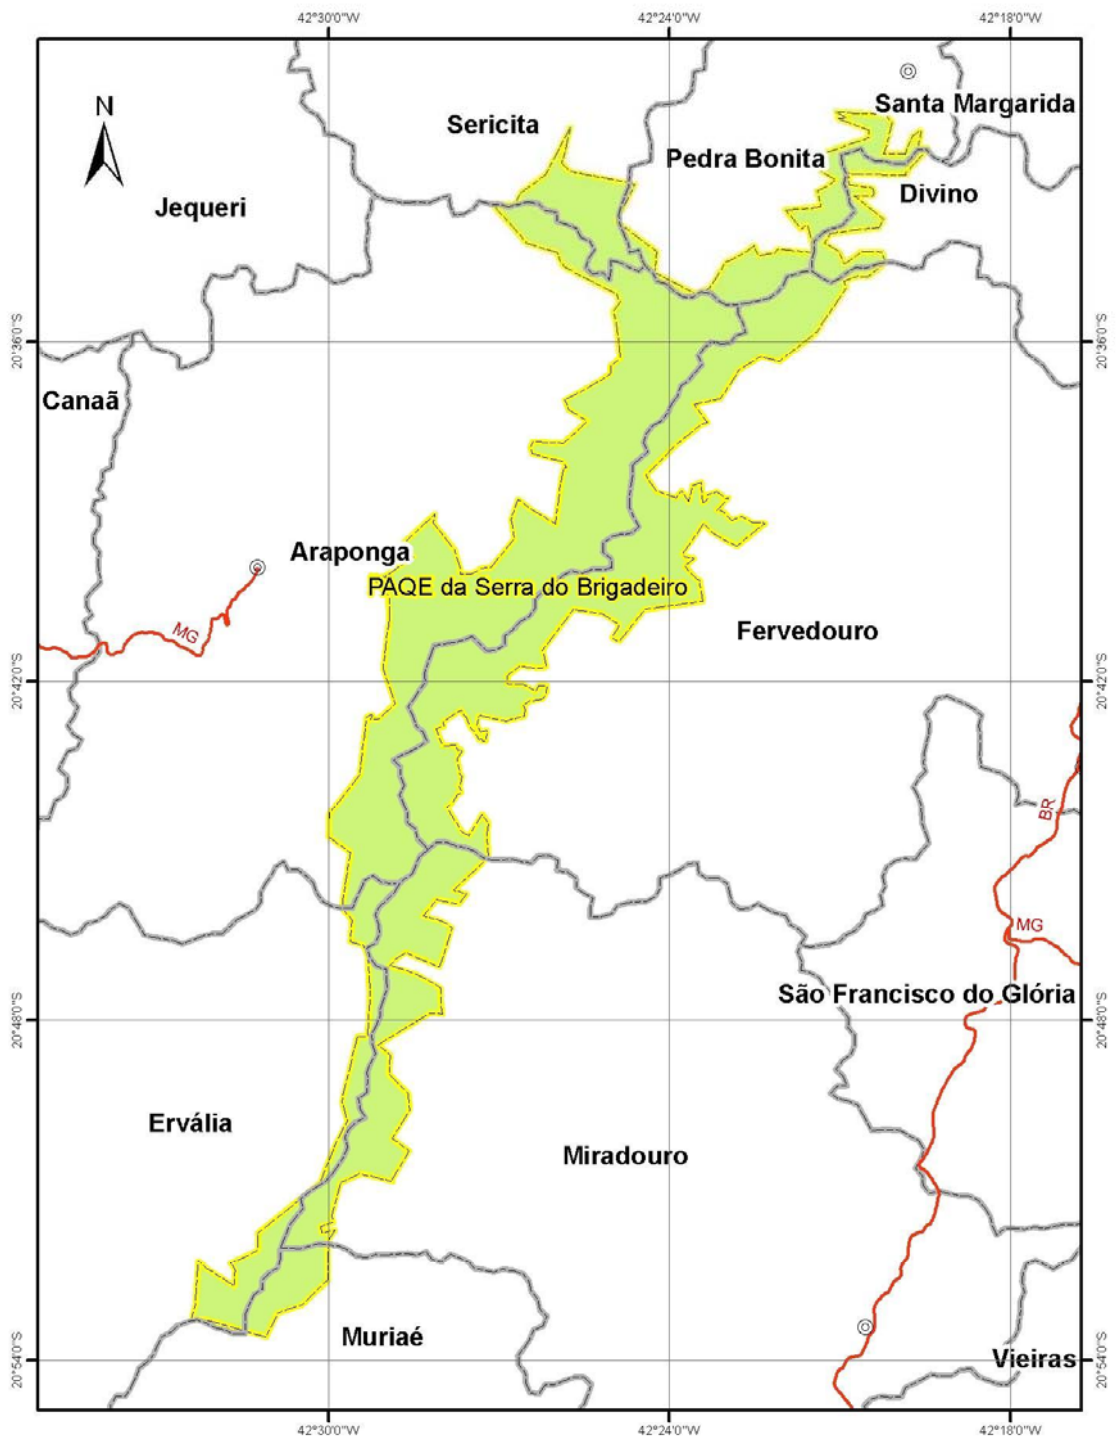 42°30'0"W
42°24'0"W
42°18'0"W
N
Santa Margarida
Sericita
Pedra Bonita
Divino
Jequeri
20°36'0"S
20°36'0"S
Canaã
Araponga
PAQE da Serra do Brigadeiro
MG
Fervedouro
20°42'0"S
20°42'0"S
BR
MG
São Francisco do Glória
20°48'0"S
20°48'0"S
Ervália
Miradouro
Muriaé
Vieiras
20°54'0"S
20°54'0"S
42°30'0"W
42°24'0"W
42°18'0"W